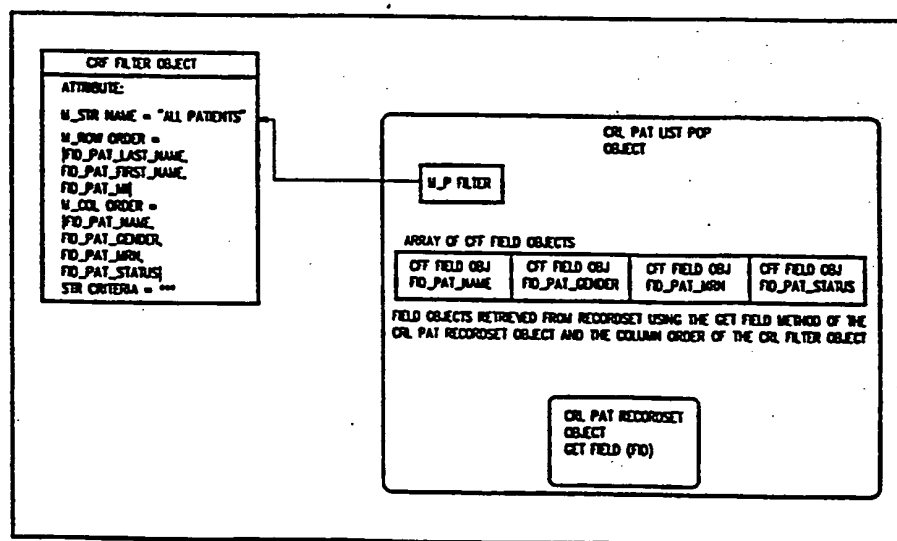 CRF FILTER OBJECT
ATTRIBUTE:
M_STR NAME = "ALL PATIENTS"
M_ROW ORDER =
[FID_PAT_LAST_NAME,
FID_PAT_FIRST_NAME,
FID_PAT_MI]
M_COL ORDER =
[FID_PAT_NAME,
FID_PAT_GENDER,
FID_PAT_MRN,
FID_PAT_STATUS]
STR CRITERIA = ""
CRL PAT LIST POP
OBJECT
M_P FILTER
ARRAY OF CFF FIELD OBJECTS
CFF FIELD OBJ
FID_PAT_NAME
CFF FIELD OBJ
FID_PAT_GENDER
CFF FIELD OBJ
FID_PAT_MRN
CFF FIELD OBJ
FID_PAT_STATUS
FIELD OBJECTS RETRIEVED FROM RECORDSET USING THE GET FIELD METHOD OF THE
CRL PAT RECORDSET OBJECT AND THE COLUMN ORDER OF THE CRL FILTER OBJECT
CRL PAT RECORDSET
OBJECT
GET FIELD (FID)